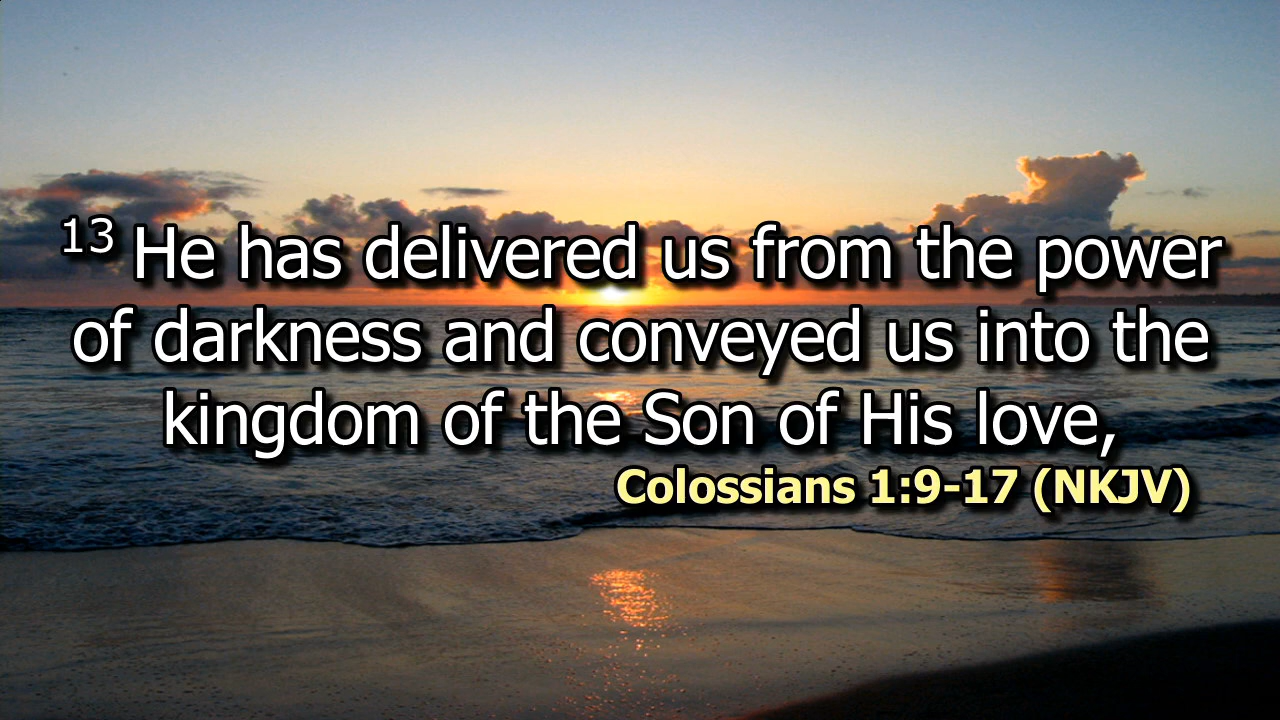 13 He has delivered us from the power
of darkness and conveyed us into the
kingdom of the Son of His love,
Colossians 1:9-17 (NKJV)